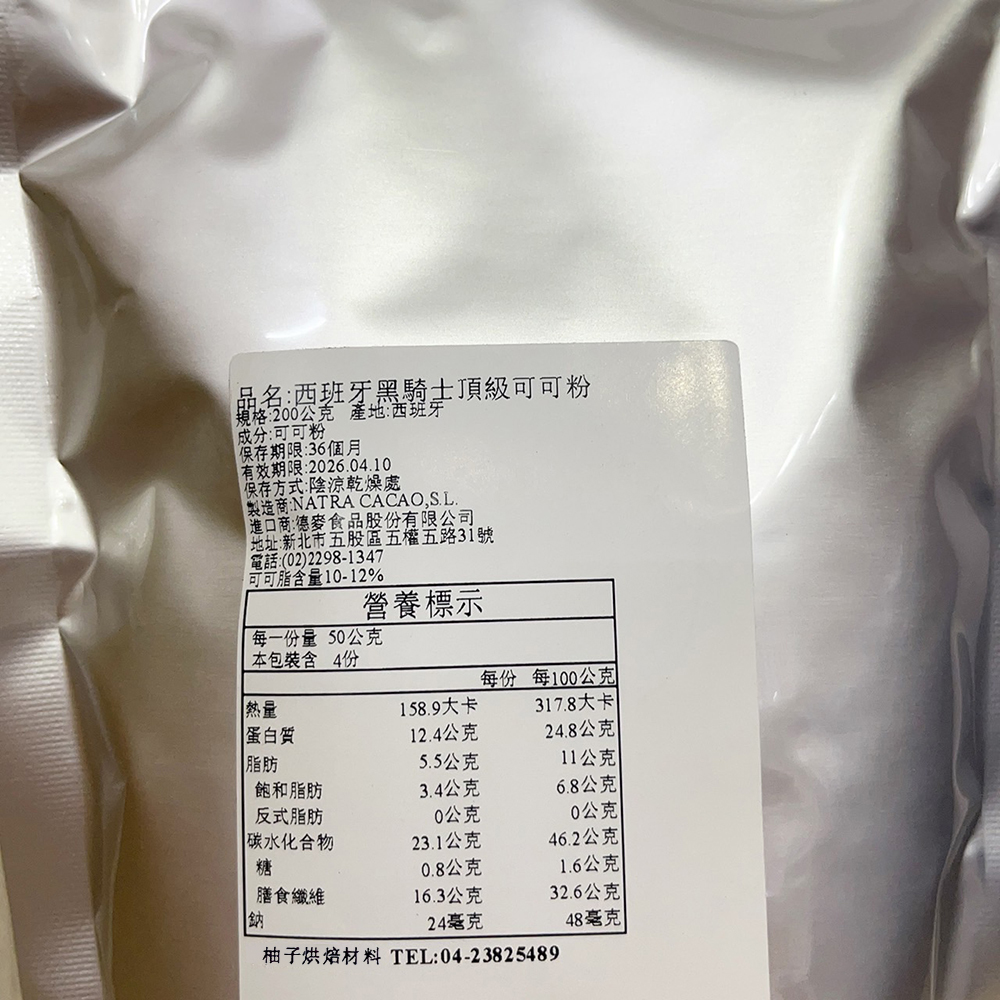 品名:西班牙黑騎士頂級可可粉
規格:200公克 產地:西班牙
成分:可可粉
保存期限:36個月
有效期限:2026.04.10
保存方式:陰涼乾燥處
製造商:NATRA CACAO,S.L.
進口商:德麥食品股份有限公司
地址:新北市五股區五權五路31號
電話:(02)2298-1347
可可脂含量10-12%
營養標示
每一份量 50公克
本包裝含 4份
每份 每100公克
熱量 158.9大卡 317.8大卡
蛋白質 12.4公克 24.8公克
脂肪 5.5公克 11公克
飽和脂肪 3.4公克 6.8公克
反式脂肪 0公克 0公克
碳水化合物 23.1公克 46.2公克
糖 0.8公克 1.6公克
膳食纖維 16.3公克 32.6公克
鈉 24毫克 48毫克
柚子烘焙材料 TEL:04-23825489